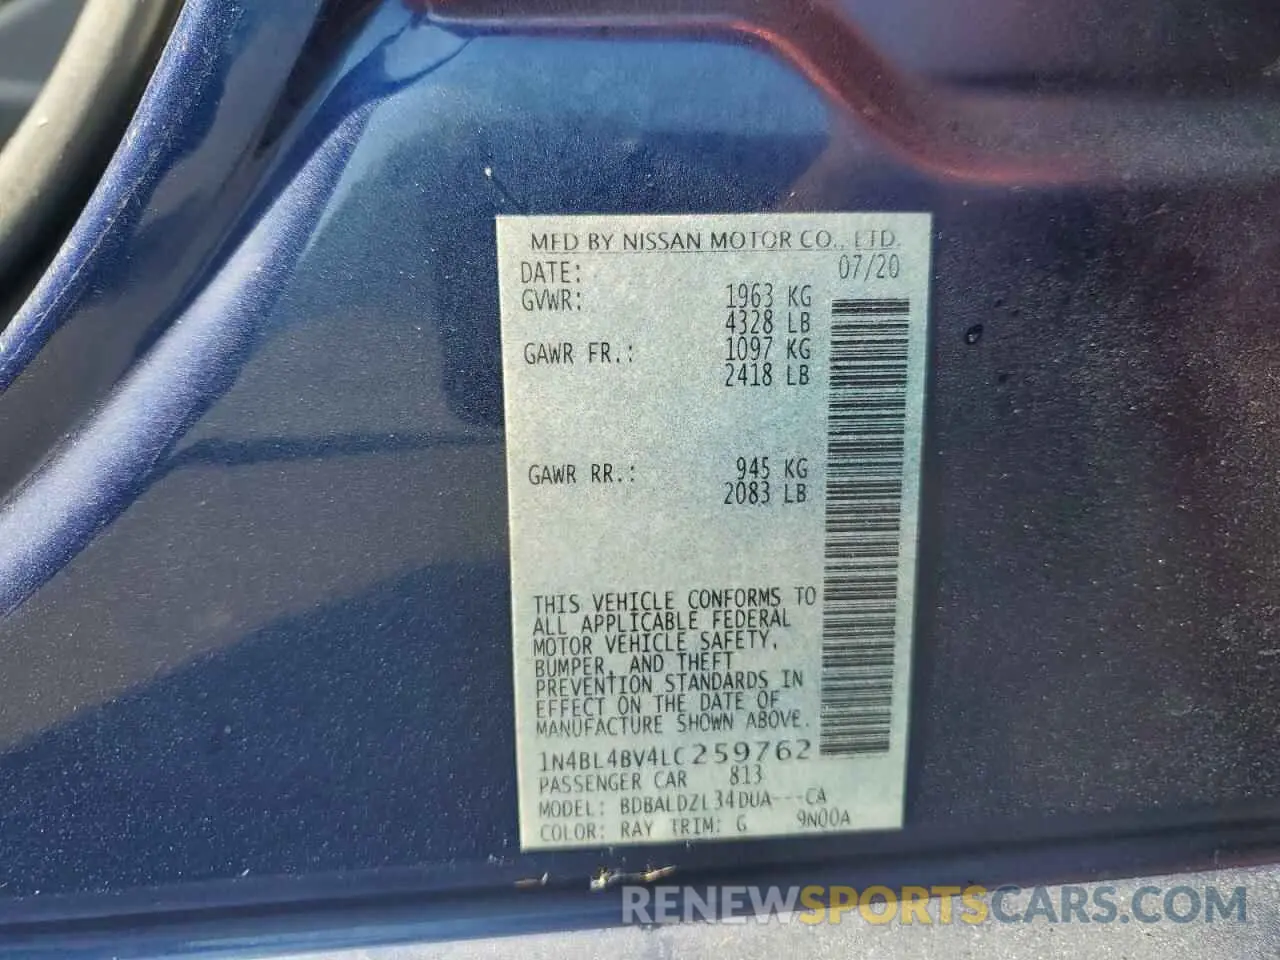 MFD BY NISSAN MOTOR CO., LTD.
DATE: 07/20
GVWR: 1963 KG
4328 LB
GAWR FR.: 1097 KG
2418 LB
GAWR RR.: 945 KG
2083 LB
THIS VEHICLE CONFORMS TO
ALL APPLICABLE FEDERAL
MOTOR VEHICLE SAFETY,
BUMPER, AND THEFT
PREVENTION STANDARDS IN
EFFECT ON THE DATE OF
MANUFACTURE SHOWN ABOVE.
1N4BL4BV4LC259762
PASSENGER CAR 813
MODEL: BDBALDZL34DUA---CA
COLOR: RAY TRIM: G 9N00A
RENEWSPORTSCARS.COM